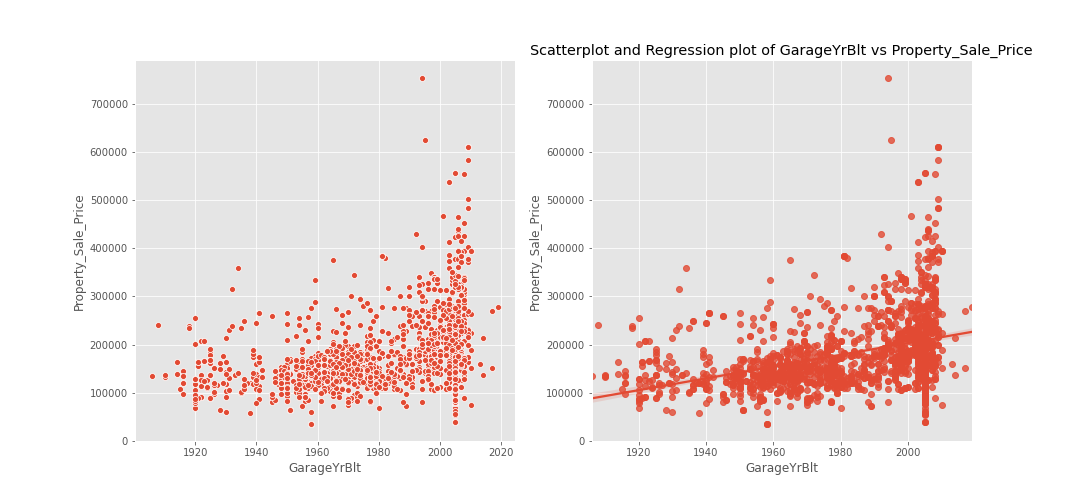 Scatterplot and Regression plot of GarageYrBlt vs Property_Sale_Price
Property_Sale_Price
700000
600000
500000
400000
300000
200000
100000
0
1920 1940 1960 1980 2000 2020
GarageYrBlt
Property_Sale_Price
700000
600000
500000
400000
300000
200000
100000
0
1920 1940 1960 1980 2000
GarageYrBlt